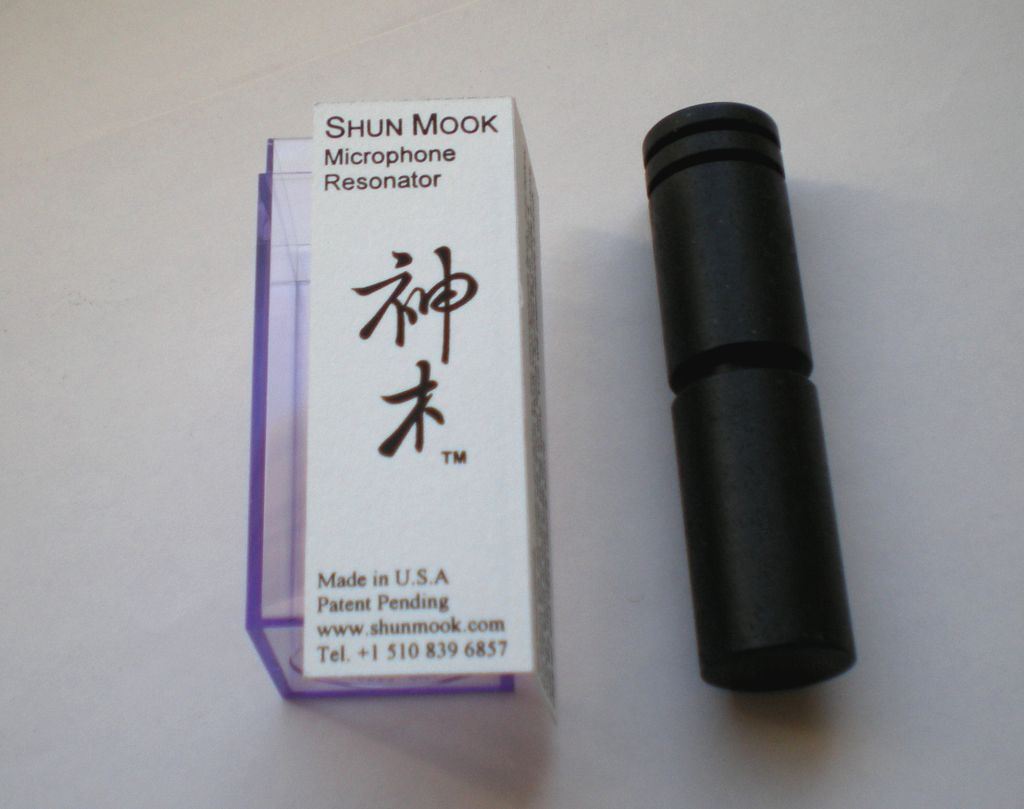 SHUN MOOK
Microphone
Resonator
神
木
TM
Made in U.S.A
Patent Pending
www.shunmook.com
Tel. +1 510 839 6857